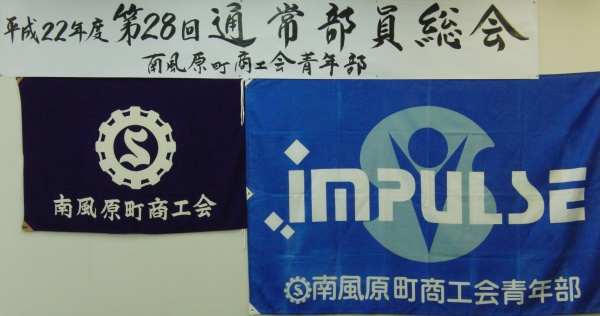 平成22年度 第28回 通常部員総会
南風原町商工会青年部
S
南風原町商工会
iMPULSE
S 南風原町商工会青年部